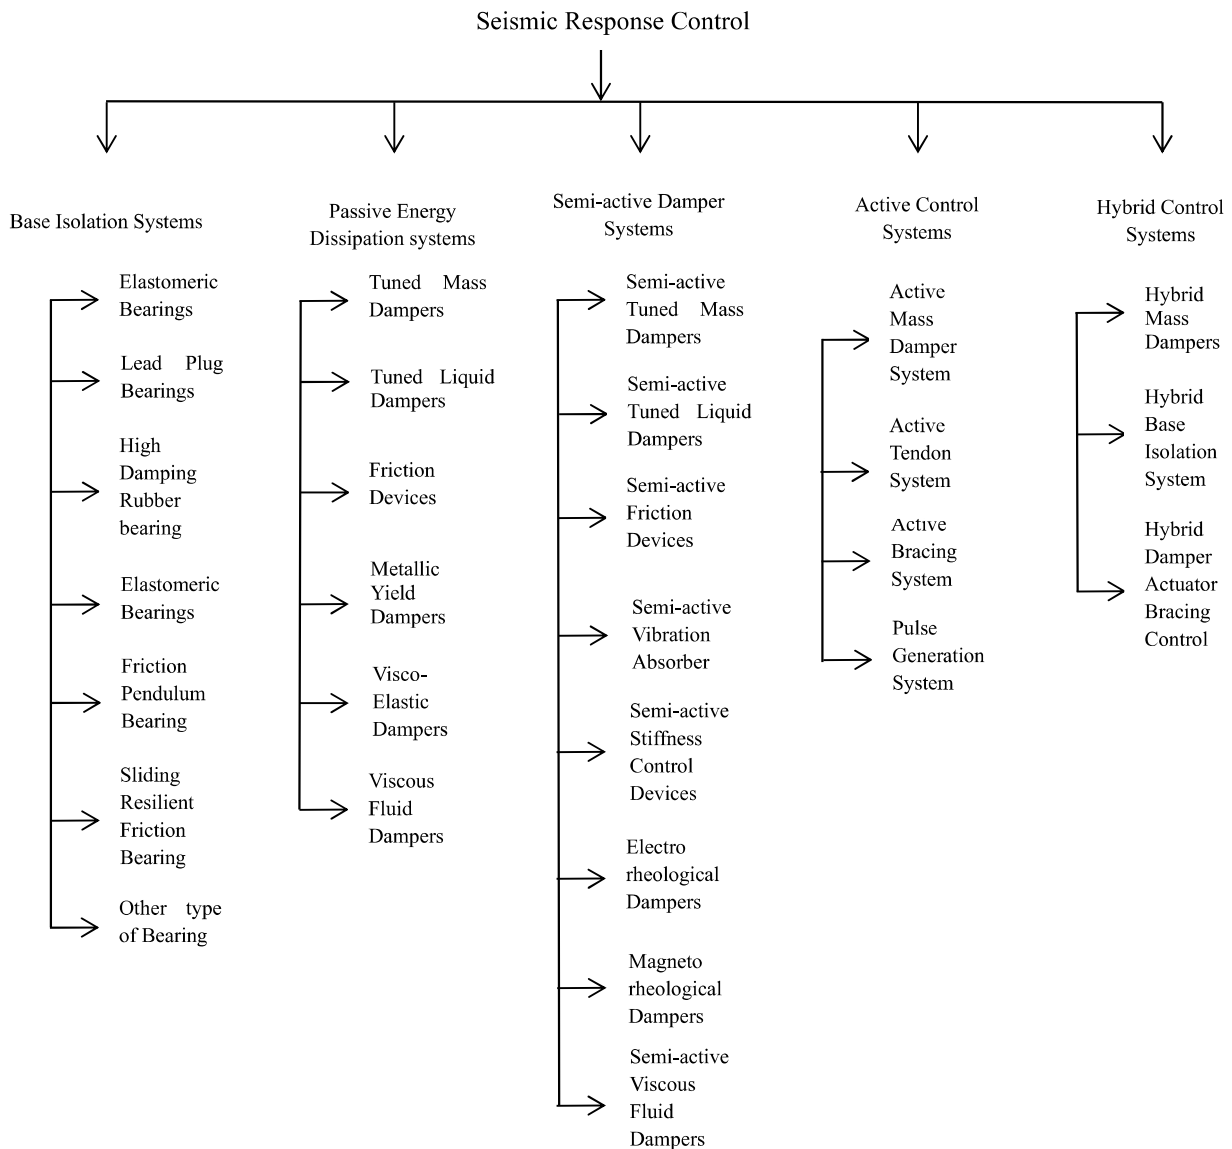 Seismic Response Control
Base Isolation Systems
Elastomeric
Bearings
Lead Plug
Bearings
High
Damping
Rubber
bearing
Elastomeric
Bearings
Friction
Pendulum
Bearing
Sliding
Resilient
Friction
Bearing
Other type
of Bearing
Passive Energy
Dissipation systems
Tuned Mass
Dampers
Tuned Liquid
Dampers
Friction
Devices
Metallic
Yield
Dampers
Visco-
Elastic
Dampers
Viscous
Fluid
Dampers
Semi-active Damper
Systems
Semi-active
Tuned Mass
Dampers
Semi-active
Tuned Liquid
Dampers
Semi-active
Friction
Devices
Semi-active
Vibration
Absorber
Semi-active
Stiffness
Control
Devices
Electro
rheological
Dampers
Magneto
rheological
Dampers
Semi-active
Viscous
Fluid
Dampers
Active Control
Systems
Active
Mass
Damper
System
Active
Tendon
System
Active
Bracing
System
Pulse
Generation
System
Hybrid Control
Systems
Hybrid
Mass
Dampers
Hybrid
Base
Isolation
System
Hybrid
Damper
Actuator
Bracing
Control